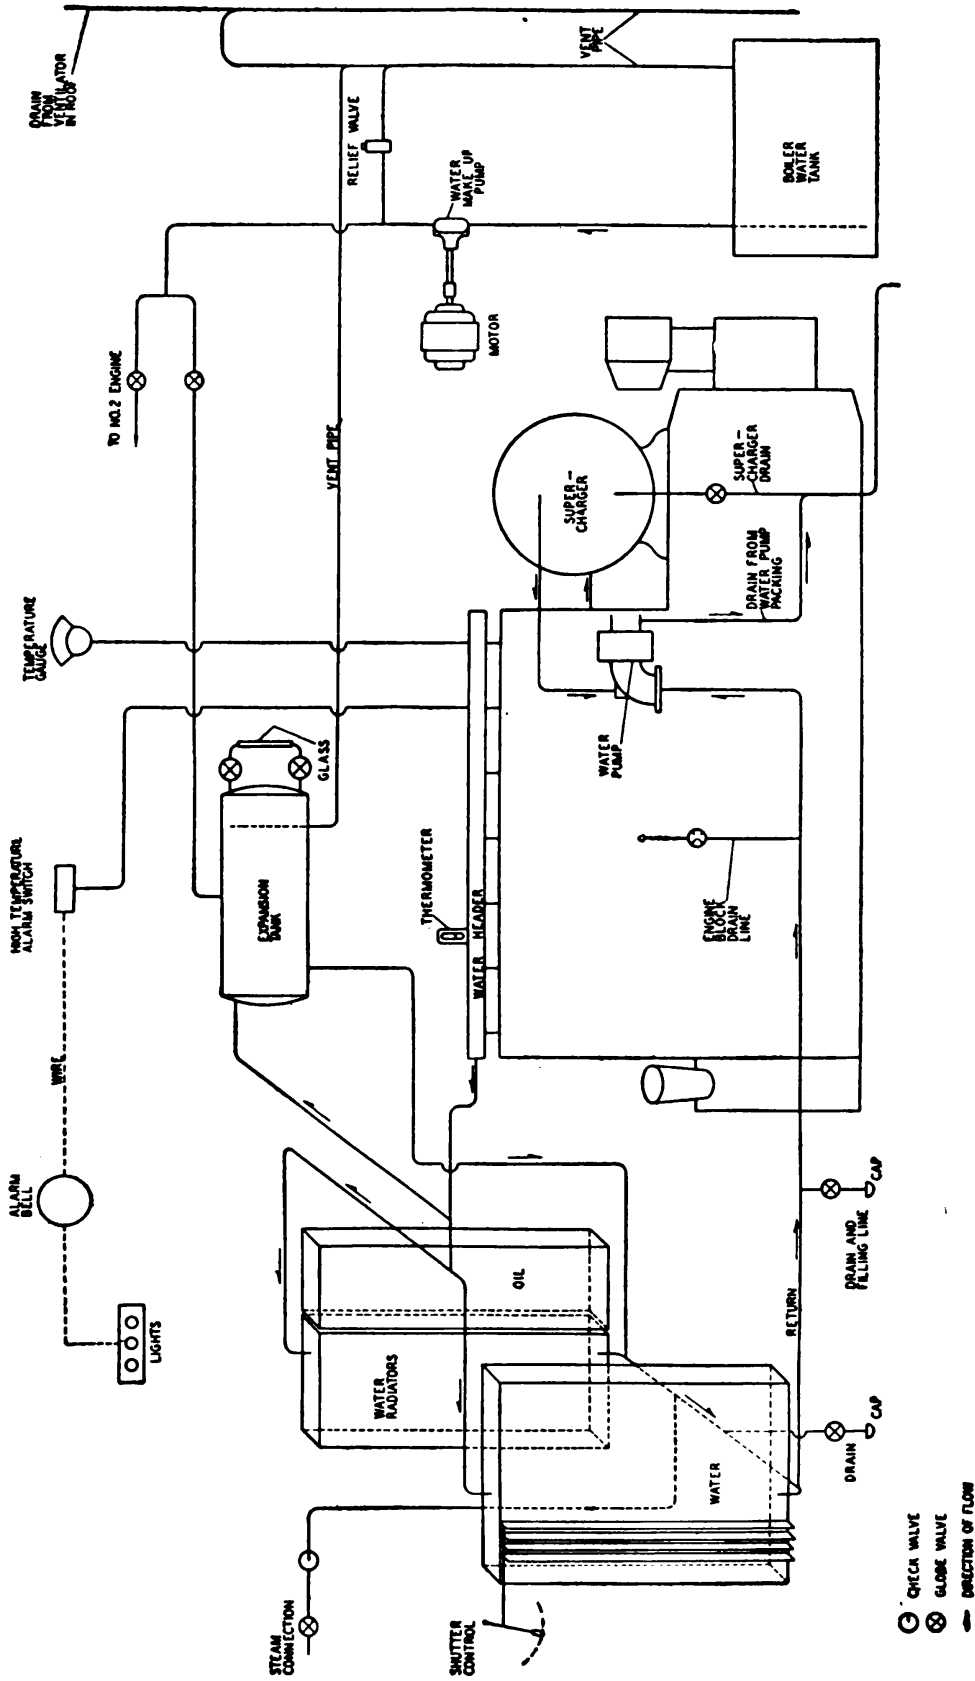 DRAIN
FROM
VENTILATOR
IN ROOF
VENT
PIPE
RELIEF VALVE
WATER
MAKE UP
PUMP
BOILER
WATER
TANK
MOTOR
TO NO.2 ENGINE
VENT PIPE
TEMPERATURE
GAUGE
SUPER-
CHARGER
SUPER-
CHARGER
DRAIN
DRAIN FROM
WATER PUMP
PACKING
WATER
PUMP
GLASS
HIGH TEMPERATURE
ALARM SWITCH
EXPANSION
TANK
THERMOMETER
WATER HEADER
ENGINE
BLOCK
DRAIN
LINE
WIRE
ALARM
BELL
LIGHTS
OIL
WATER
RADIATORS
WATER
RETURN
DRAIN AND
FILLING LINE
CAP
DRAIN
CAP
STEAM
CONNECTION
SHUTTER
CONTROL
CHECK VALVE
GLOBE VALVE
DIRECTION OF FLOW